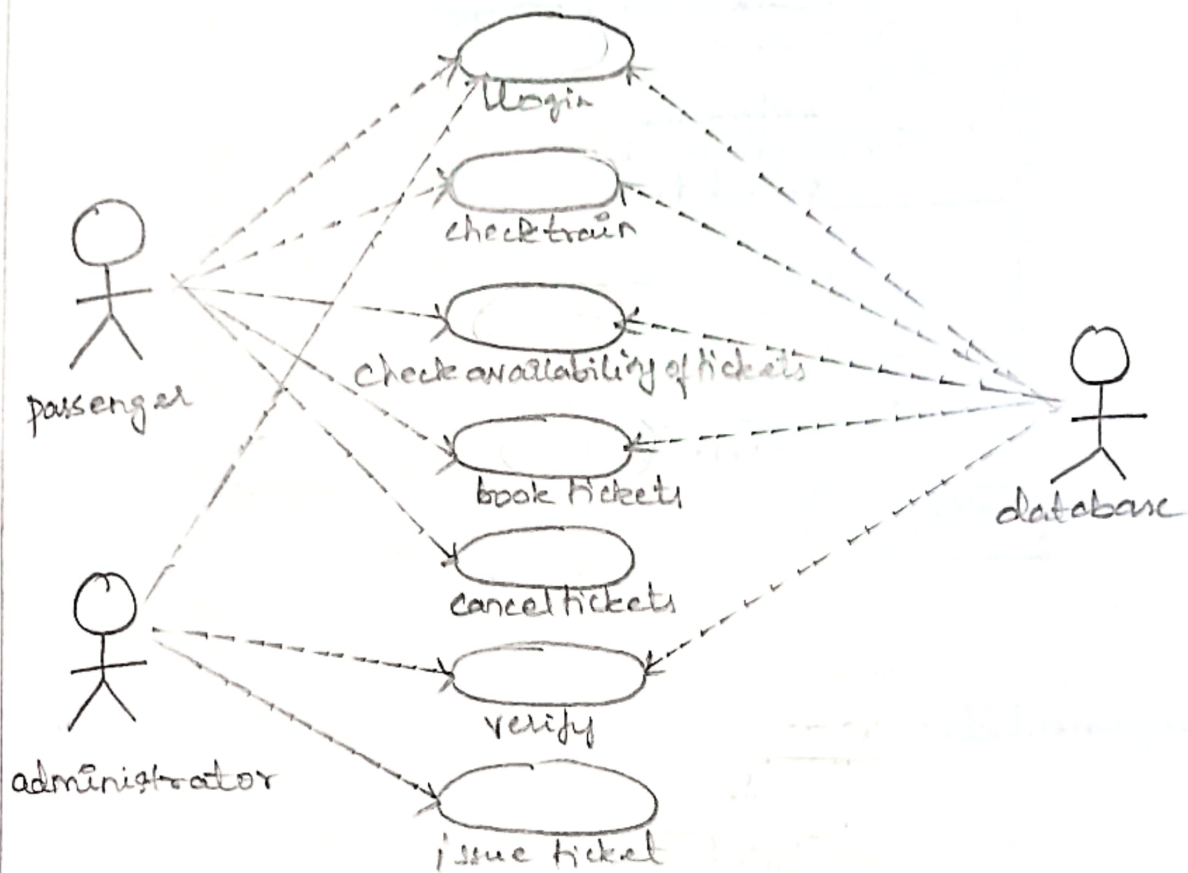 login
check train
check availability of tickets
passenger
book tickets
database
cancel tickets
verify
administrator
issue ticket